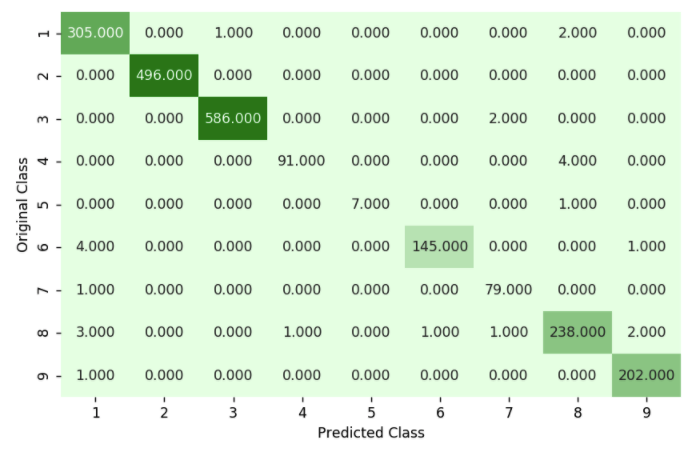 1 305.000 0.000 1.000 0.000 0.000 0.000 0.000 2.000 0.000
2 0.000 496.000 0.000 0.000 0.000 0.000 0.000 0.000 0.000
3 0.000 0.000 586.000 0.000 0.000 0.000 2.000 0.000 0.000
4 0.000 0.000 0.000 91.000 0.000 0.000 0.000 4.000 0.000
5 0.000 0.000 0.000 0.000 7.000 0.000 0.000 1.000 0.000
6 4.000 0.000 0.000 0.000 0.000 145.000 0.000 0.000 1.000
7 1.000 0.000 0.000 0.000 0.000 0.000 79.000 0.000 0.000
8 3.000 0.000 0.000 1.000 0.000 1.000 1.000 238.000 2.000
9 1.000 0.000 0.000 0.000 0.000 0.000 0.000 0.000 202.000
Original Class
1 2 3 4 5 6 7 8 9
Predicted Class